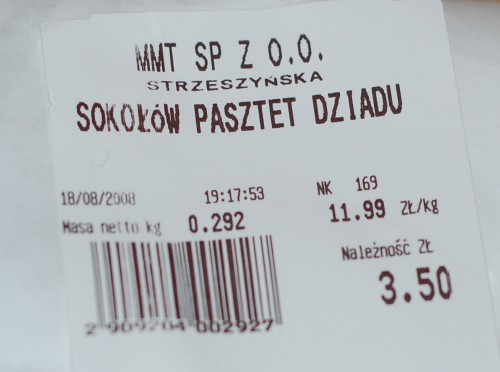 MMT SP Z O.O.
STRZESZYŃSKA
SOKOŁÓW PASZTET DZIADU
18/08/2008 19:17:53 NK 169
Masa netto kg 0.292 11.99 Zł/kg
Należność Zł
3.50
2 909204 002927